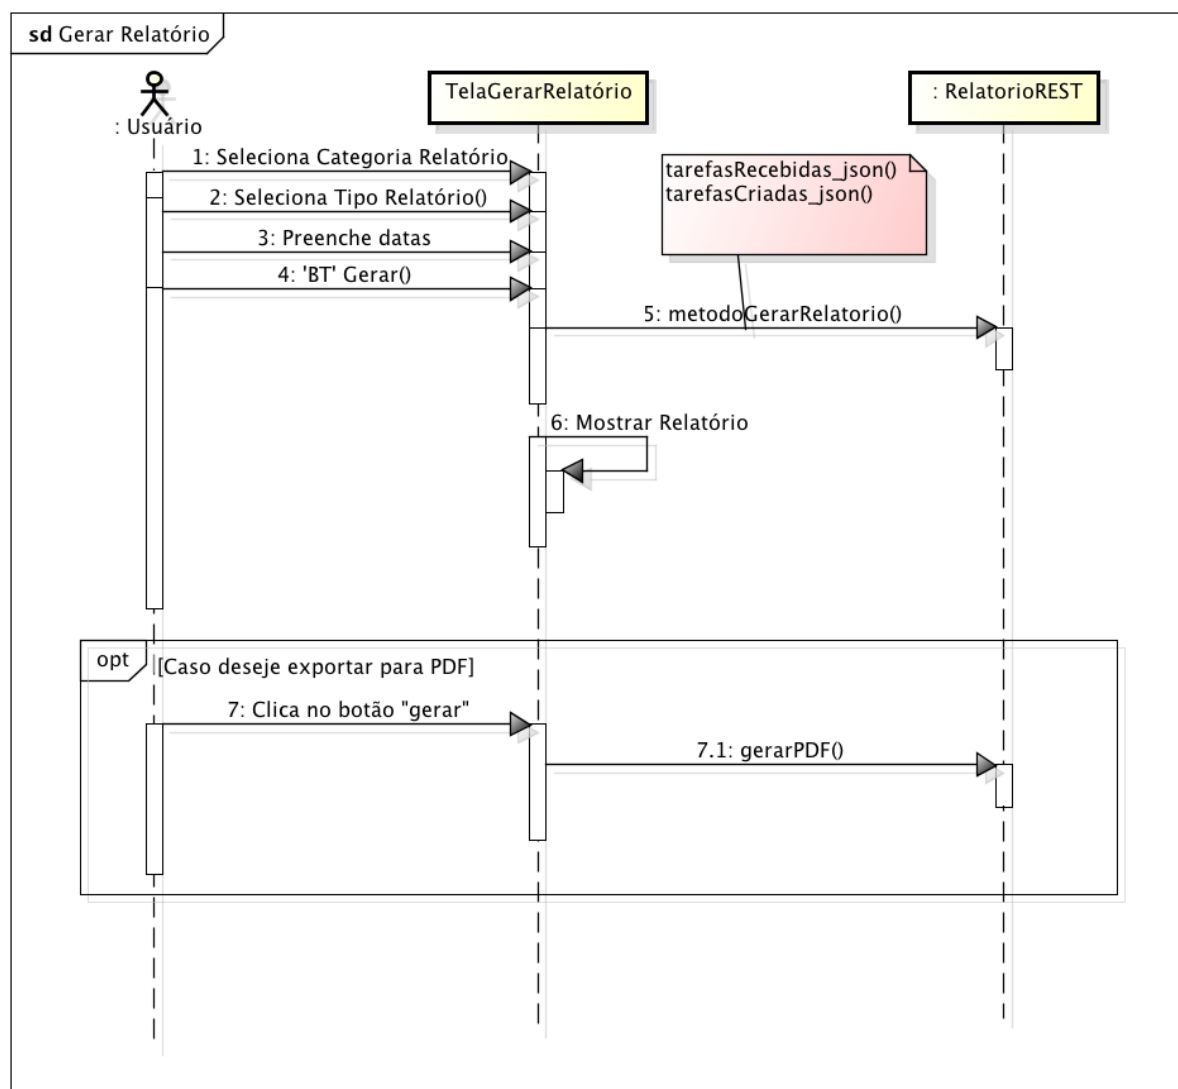 sd Gerar Relatório
: Usuário
TelaGerarRelatório
: RelatorioREST
1: Seleciona Categoria Relatório
tarefasRecebidas_json()
tarefasCriadas_json()
2: Seleciona Tipo Relatório()
3: Preenche datas
4: 'BT' Gerar()
5: metodoGerarRelatorio()
6: Mostrar Relatório
opt
[Caso deseje exportar para PDF]
7: Clica no botão "gerar"
7.1: gerarPDF()